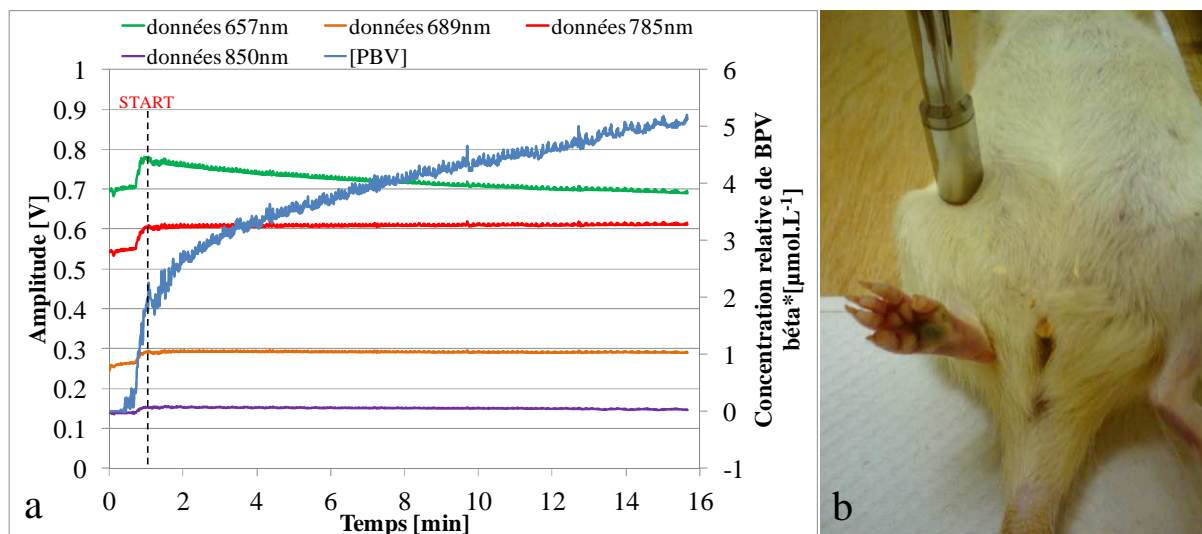 données 657nm données 689nm données 785nm
données 850nm [PBV]
START
Amplitude [V]
1
0.9
0.8
0.7
0.6
0.5
0.4
0.3
0.2
0.1
0
0 2 4 6 8 10 12 14 16
Temps [min]
6
5
4
3
2
1
0
-1
Concentration relative de BPV
béta*[µmol.L⁻¹]
a
b